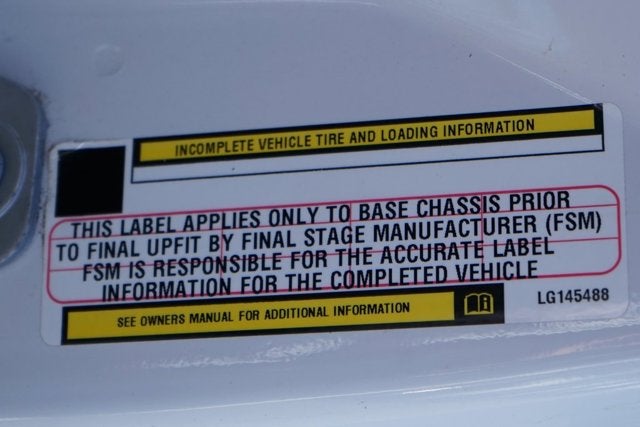 INCOMPLETE VEHICLE TIRE AND LOADING INFORMATION
THIS LABEL APPLIES ONLY TO BASE CHASSIS PRIOR
TO FINAL UPFIT BY FINAL STAGE MANUFACTURER (FSM)
FSM IS RESPONSIBLE FOR THE ACCURATE LABEL
INFORMATION FOR THE COMPLETED VEHICLE
SEE OWNERS MANUAL FOR ADDITIONAL INFORMATION
LG145488